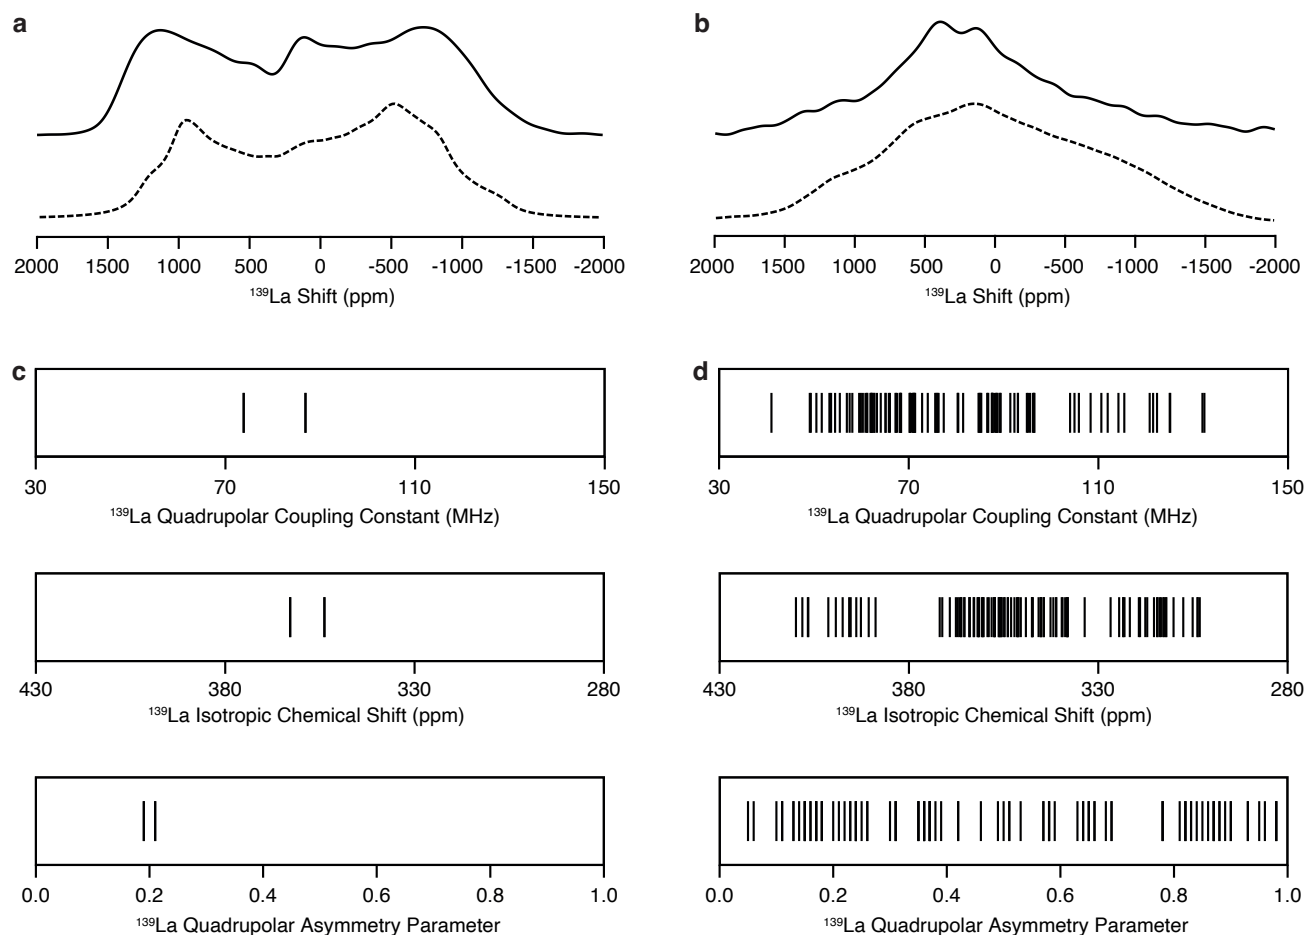 a
2000 1500 1000 500 0 -500 -1000 -1500 -2000
¹³⁹La Shift (ppm)
b
2000 1500 1000 500 0 -500 -1000 -1500 -2000
¹³⁹La Shift (ppm)
c
30 70 110 150
¹³⁹La Quadrupolar Coupling Constant (MHz)
430 380 330 280
¹³⁹La Isotropic Chemical Shift (ppm)
0.0 0.2 0.4 0.6 0.8 1.0
¹³⁹La Quadrupolar Asymmetry Parameter
d
30 70 110 150
¹³⁹La Quadrupolar Coupling Constant (MHz)
430 380 330 280
¹³⁹La Isotropic Chemical Shift (ppm)
0.0 0.2 0.4 0.6 0.8 1.0
¹³⁹La Quadrupolar Asymmetry Parameter